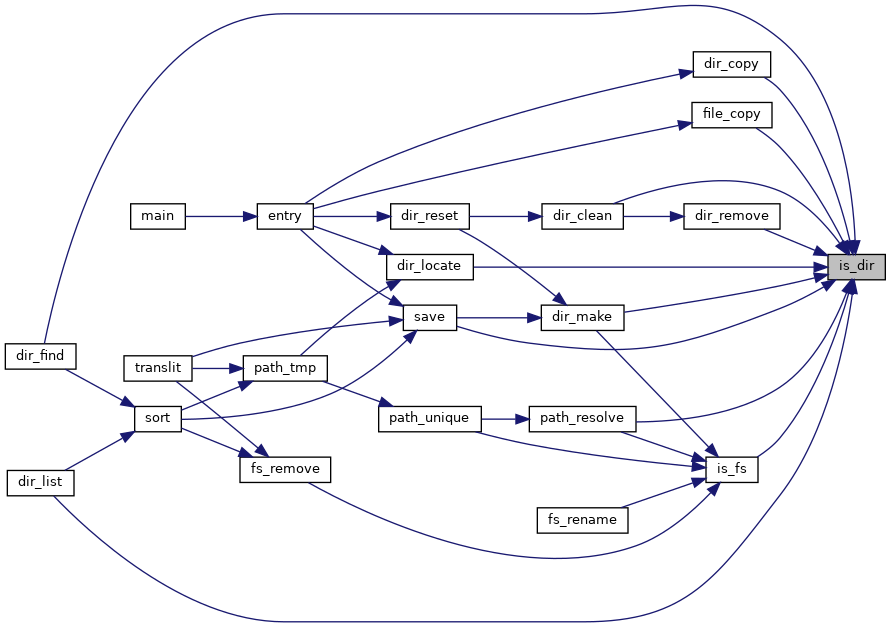 dir_copy
file_copy
main
entry
dir_reset
dir_clean
dir_remove
dir_locate
is_dir
save
dir_make
dir_find
translit
path_tmp
sort
path_unique
path_resolve
dir_list
fs_remove
is_fs
fs_rename